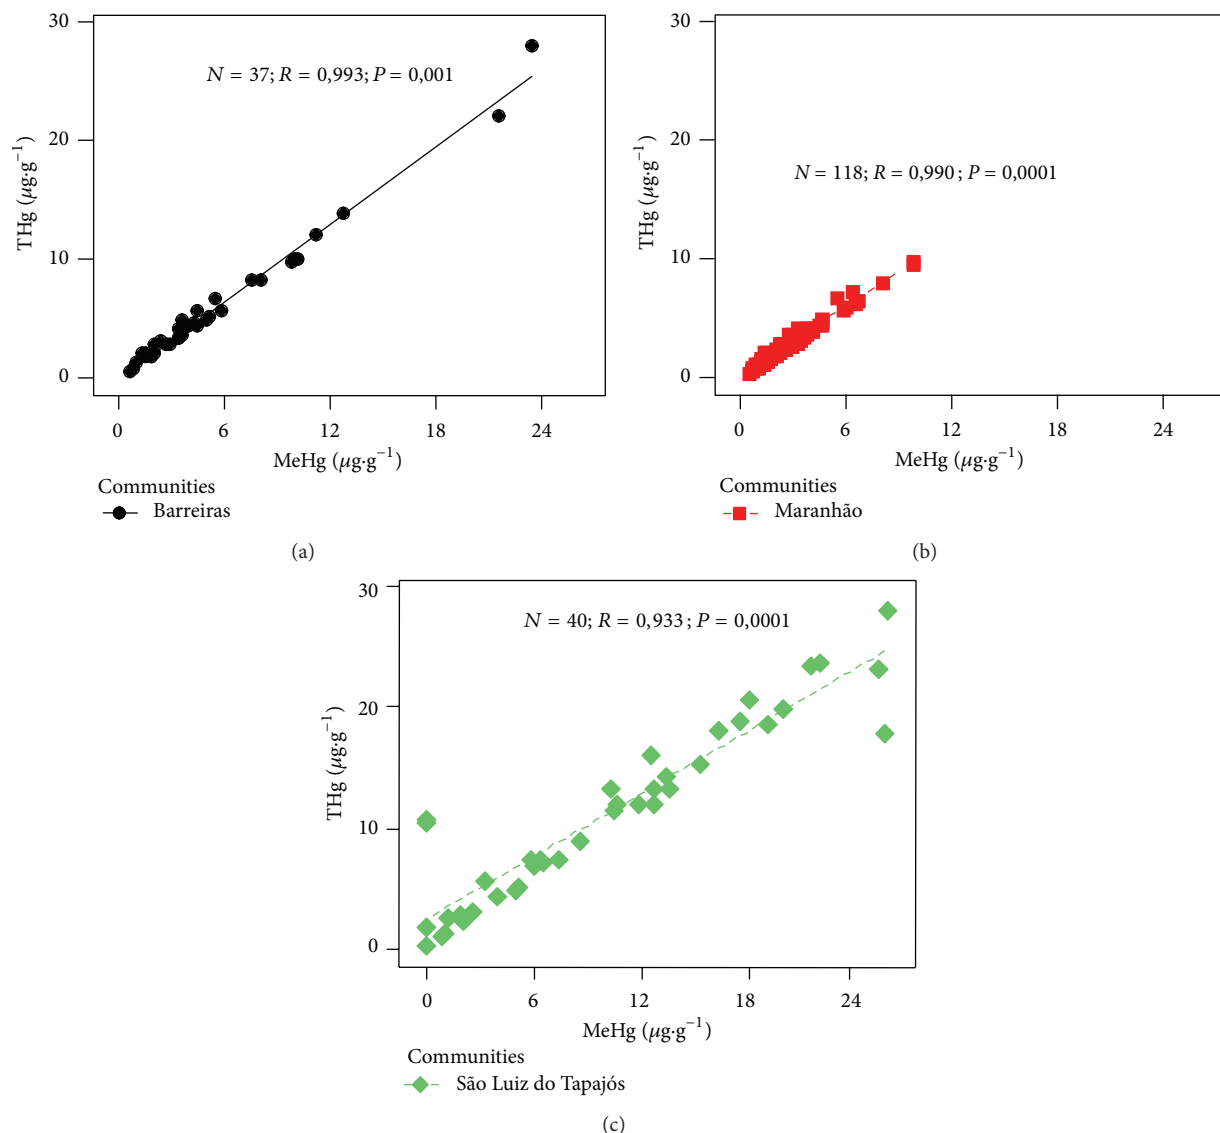 30
20
10
0
THg (μg·g⁻¹)
N = 37; R = 0,993; P = 0,001
0 6 12 18 24
MeHg (μg·g⁻¹)
Communities
Barreiras
(a)
30
20
10
0
THg (μg·g⁻¹)
N = 118; R = 0,990; P = 0,0001
0 6 12 18 24
MeHg (μg·g⁻¹)
Communities
Maranhão
(b)
30
20
10
0
THg (μg·g⁻¹)
N = 40; R = 0,933; P = 0,0001
0 6 12 18 24
MeHg (μg·g⁻¹)
Communities
São Luiz do Tapajós
(c)